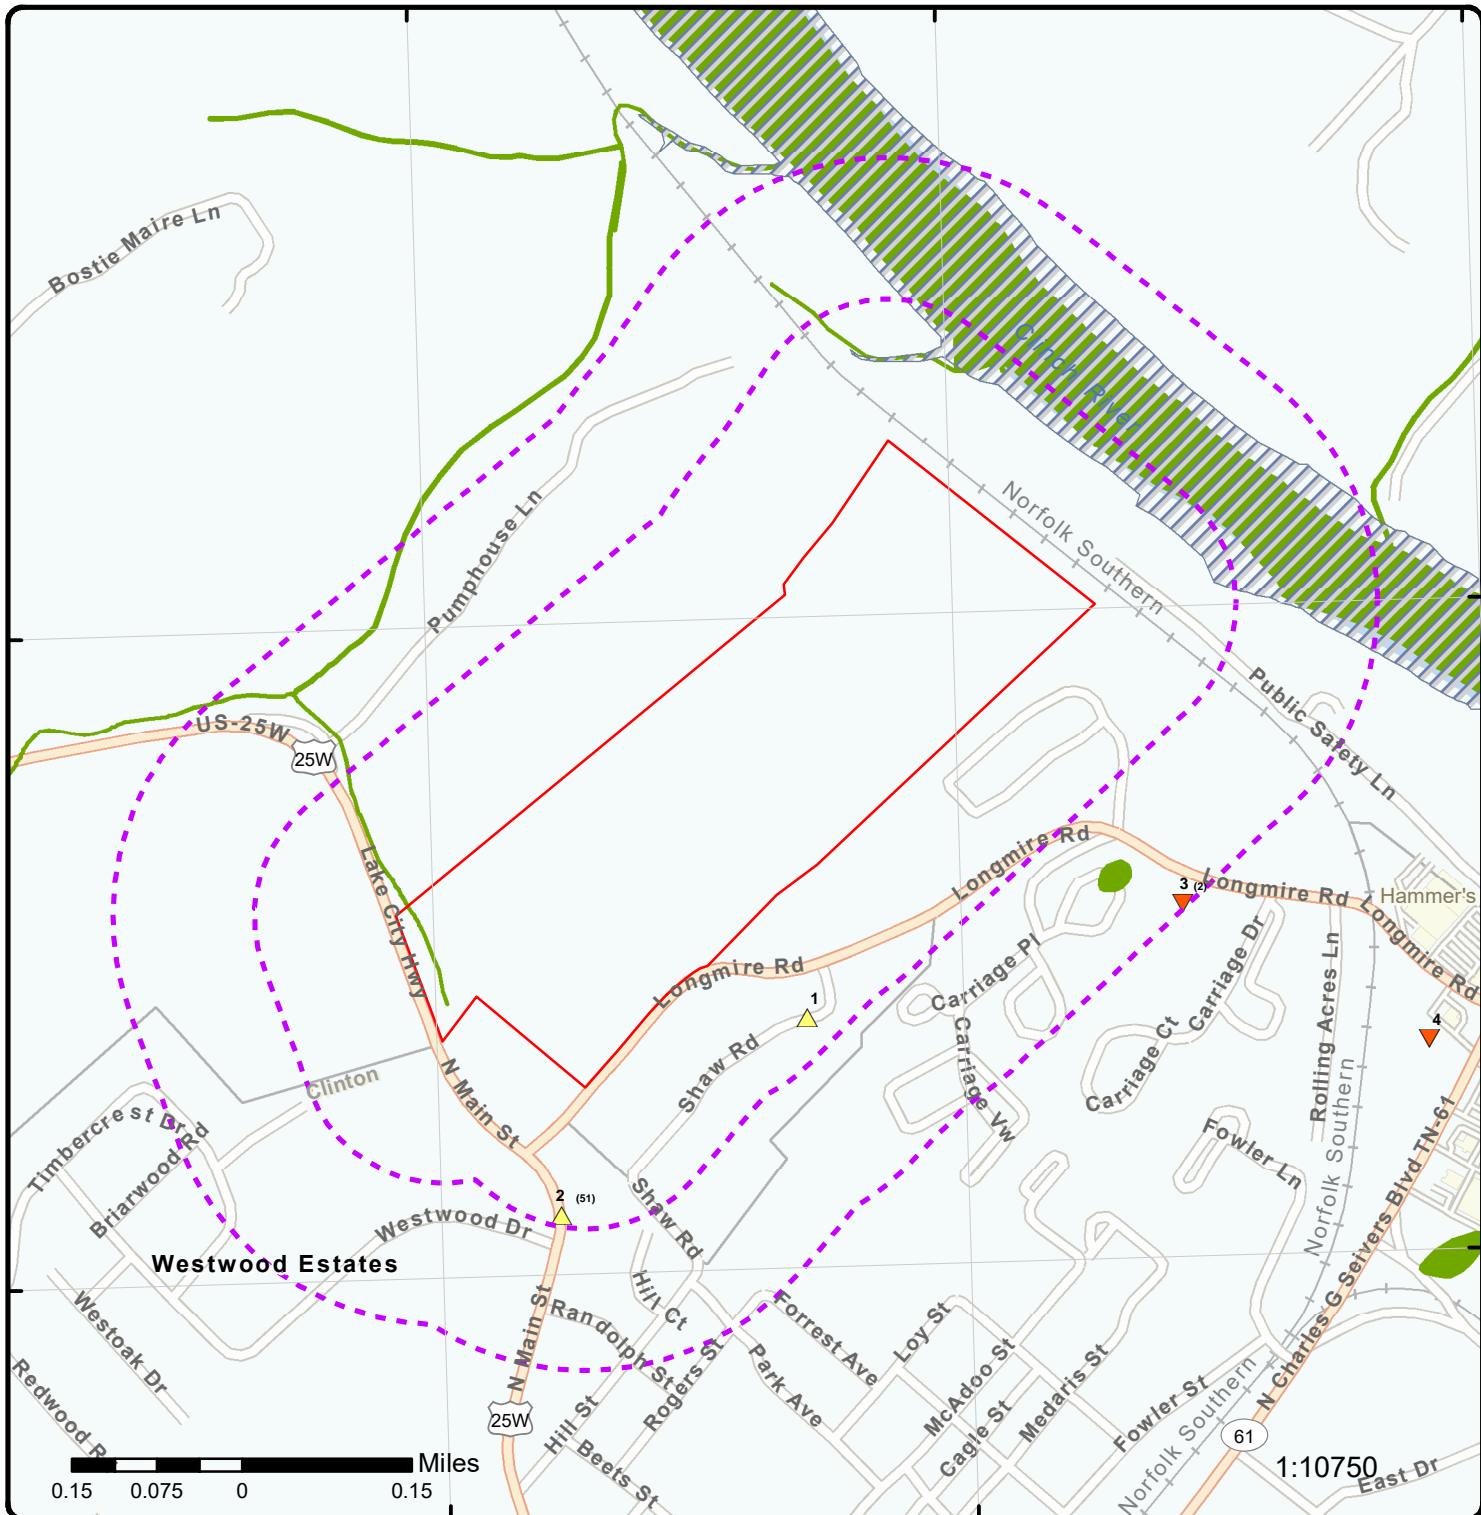 Bostie Maire Ln
Clinch River
Pumphouse Ln
Norfolk Southern
US-25W
25W
Public Safety Ln
Lake City Hwy
Longmire Rd
3 (2)
Longmire Rd
Longmire Rd
Hammer's
Longmire Rd
1
Carriage Pl
Carriage Dr
Rolling Acres Ln
4
Shaw Rd
Carriage Vw
Carriage Ct
Clinton
N Main St
Timbercrest Dr
Briarwood Rd
Norfolk Southern
N Charles G Seivers Blvd TN-61
Fowler Ln
2 (51)
Shaw Rd
Westwood Dr
Westwood Estates
Hill Ct
Westoak Dr
N Main St
Randolph St
Rogers St
Forrest Ave
Loy St
Park Ave
McAdoo St
Medaris St
Redwood R
25W
Hill St
Cagle St
Fowler St
Norfolk Southern
61
Beets St
East Dr
Miles
0.15 0.075 0 0.15
1:10750